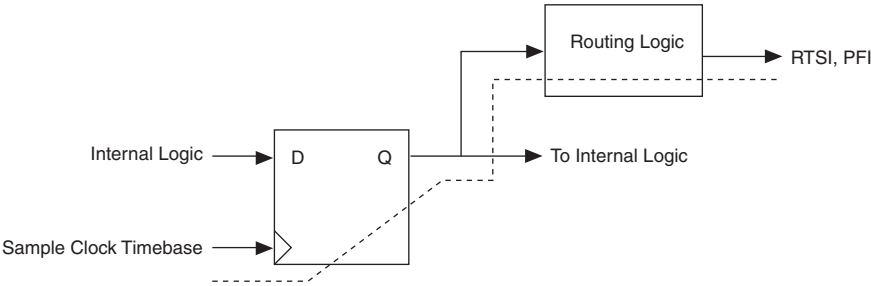 Routing Logic
RTSI, PFI
Internal Logic
D
Q
To Internal Logic
Sample Clock Timebase